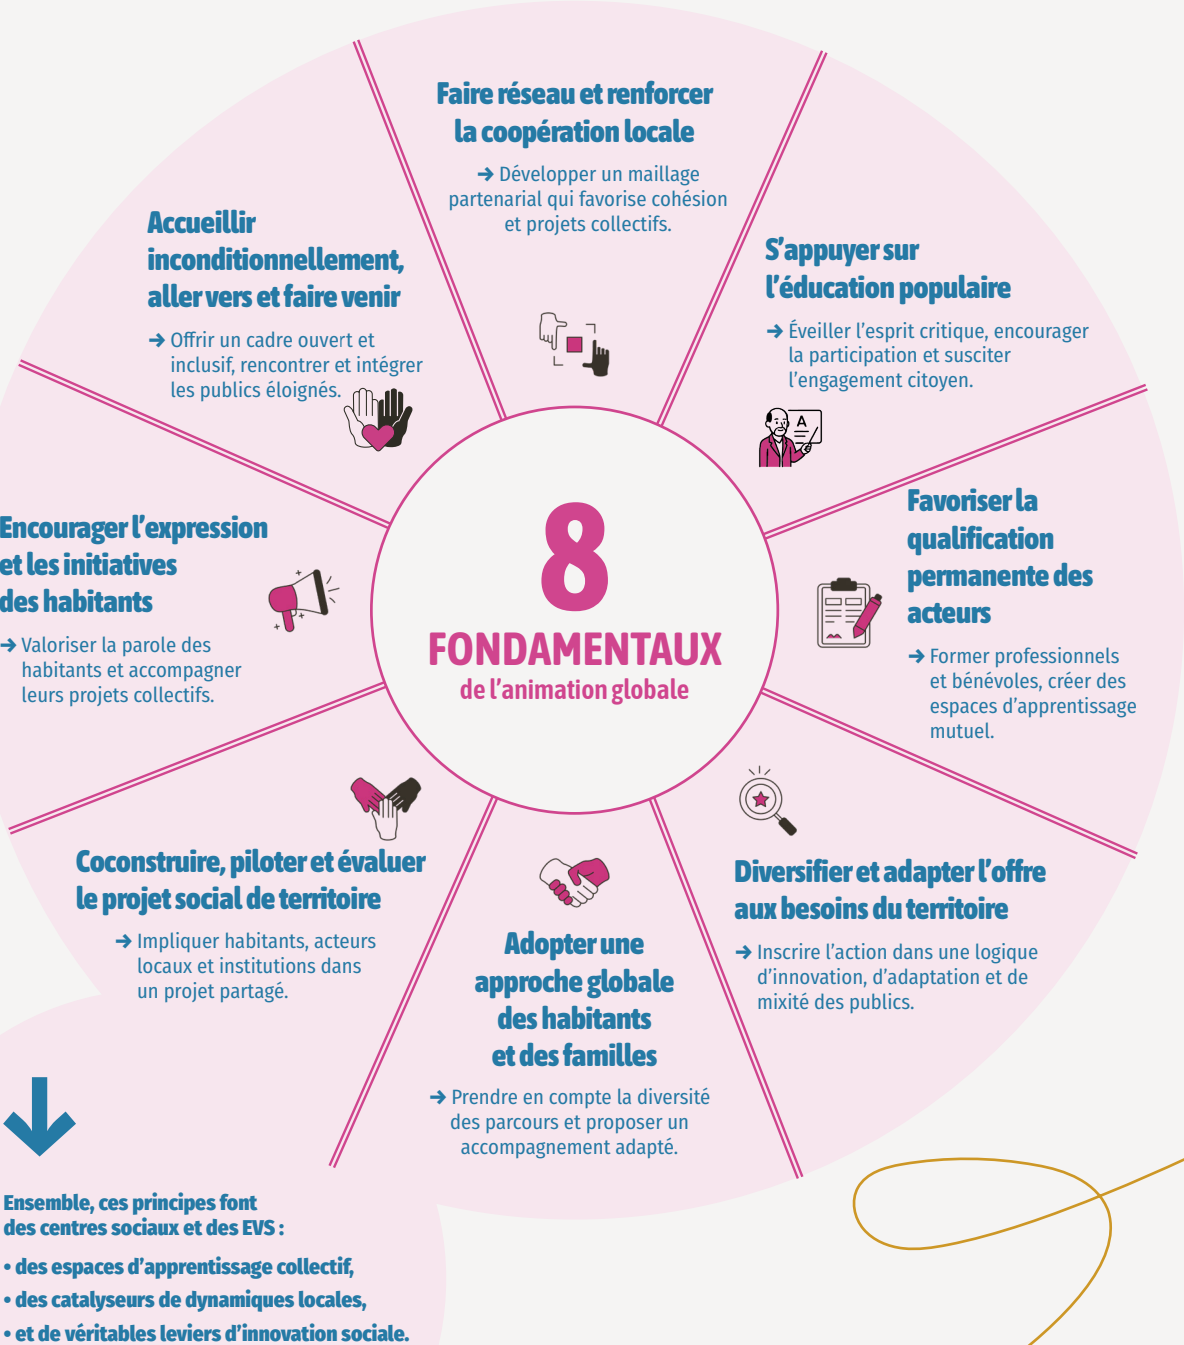 Faire réseau et renforcer
la coopération locale
→ Développer un maillage
partenarial qui favorise cohésion
et projets collectifs.
S’appuyer sur
l’éducation populaire
→ Éveiller l’esprit critique, encourager
la participation et susciter
l’engagement citoyen.
A
Favoriser la
qualification
permanente des
acteurs
→ Former professionnels
et bénévoles, créer des
espaces d’apprentissage
mutuel.
Diversifier et adapter l’offre
aux besoins du territoire
→ Inscrire l’action dans une logique
d’innovation, d’adaptation et de
mixité des publics.
Adopter une
approche globale
des habitants
et des familles
→ Prendre en compte la diversité
des parcours et proposer un
accompagnement adapté.
Coconstruire, piloter et évaluer
le projet social de territoire
→ Impliquer habitants, acteurs
locaux et institutions dans
un projet partagé.
Encourager l’expression
et les initiatives
des habitants
→ Valoriser la parole des
habitants et accompagner
leurs projets collectifs.
Accueillir
inconditionnellement,
aller vers et faire venir
→ Offrir un cadre ouvert et
inclusif, rencontrer et intégrer
les publics éloignés.
8
FONDAMENTAUX
de l’animation globale
Ensemble, ces principes font
des centres sociaux et des EVS :
• des espaces d’apprentissage collectif,
• des catalyseurs de dynamiques locales,
• et de véritables leviers d’innovation sociale.